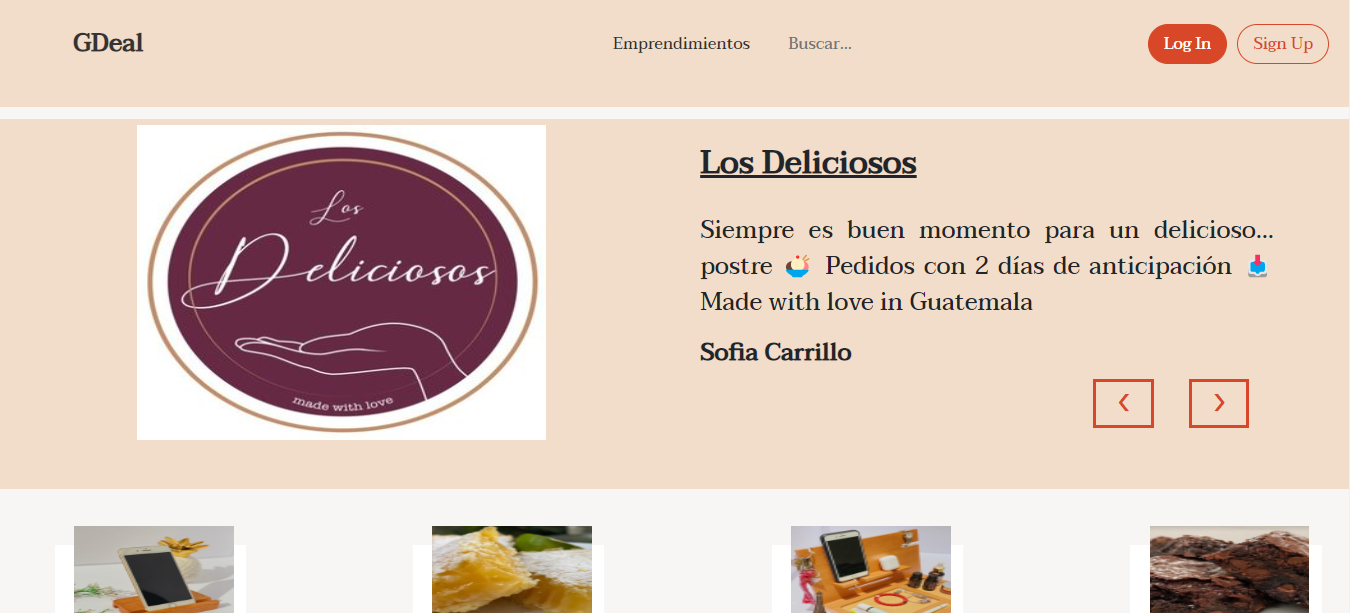 GDeal
Emprendimientos
Buscar...
Log In
Sign Up
Los
Deliciosos
made with love
Los Deliciosos
Siempre es buen momento para un delicioso...
postre 🍧 Pedidos con 2 días de anticipación 📥
Made with love in Guatemala
Sofia Carrillo